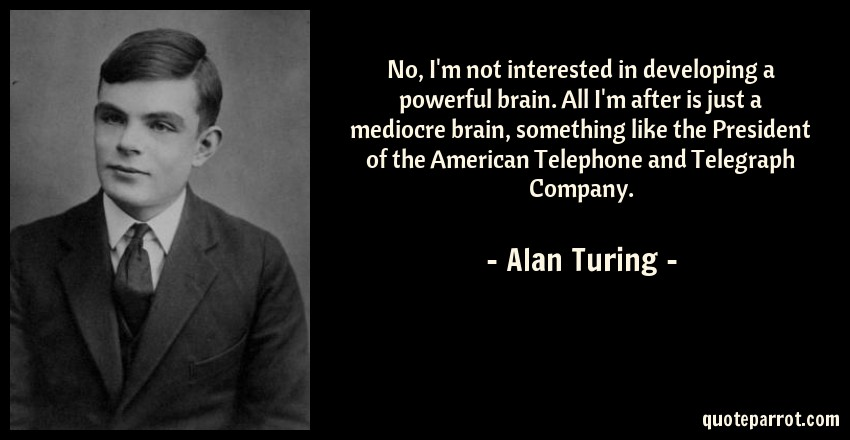 No, I'm not interested in developing a
powerful brain. All I'm after is just a
mediocre brain, something like the President
of the American Telephone and Telegraph
Company.
- Alan Turing -
quoteparrot.com